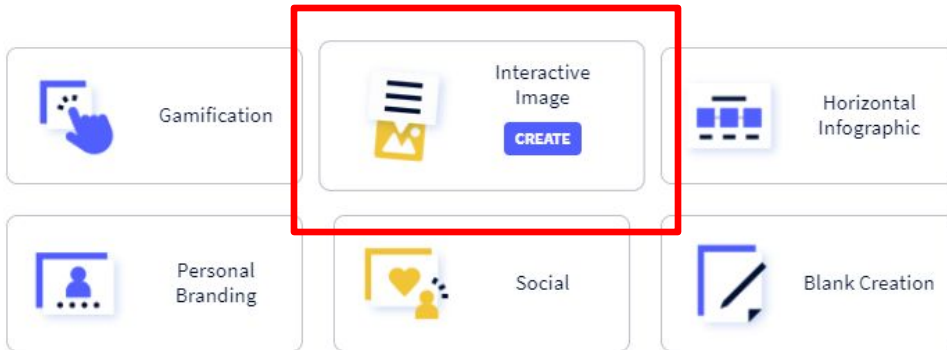 Gamification
Interactive
Image
CREATE
Horizontal
Infographic
Personal
Branding
Social
Blank Creation